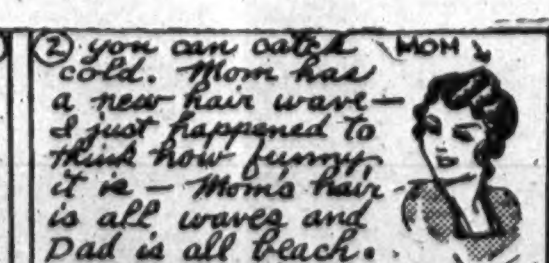 ② you can catch
cold. Mom has
a new hair wave—
I just happened to
think how funny
it is — Mom's hair
is all waves and
Dad is all beach.
MOM